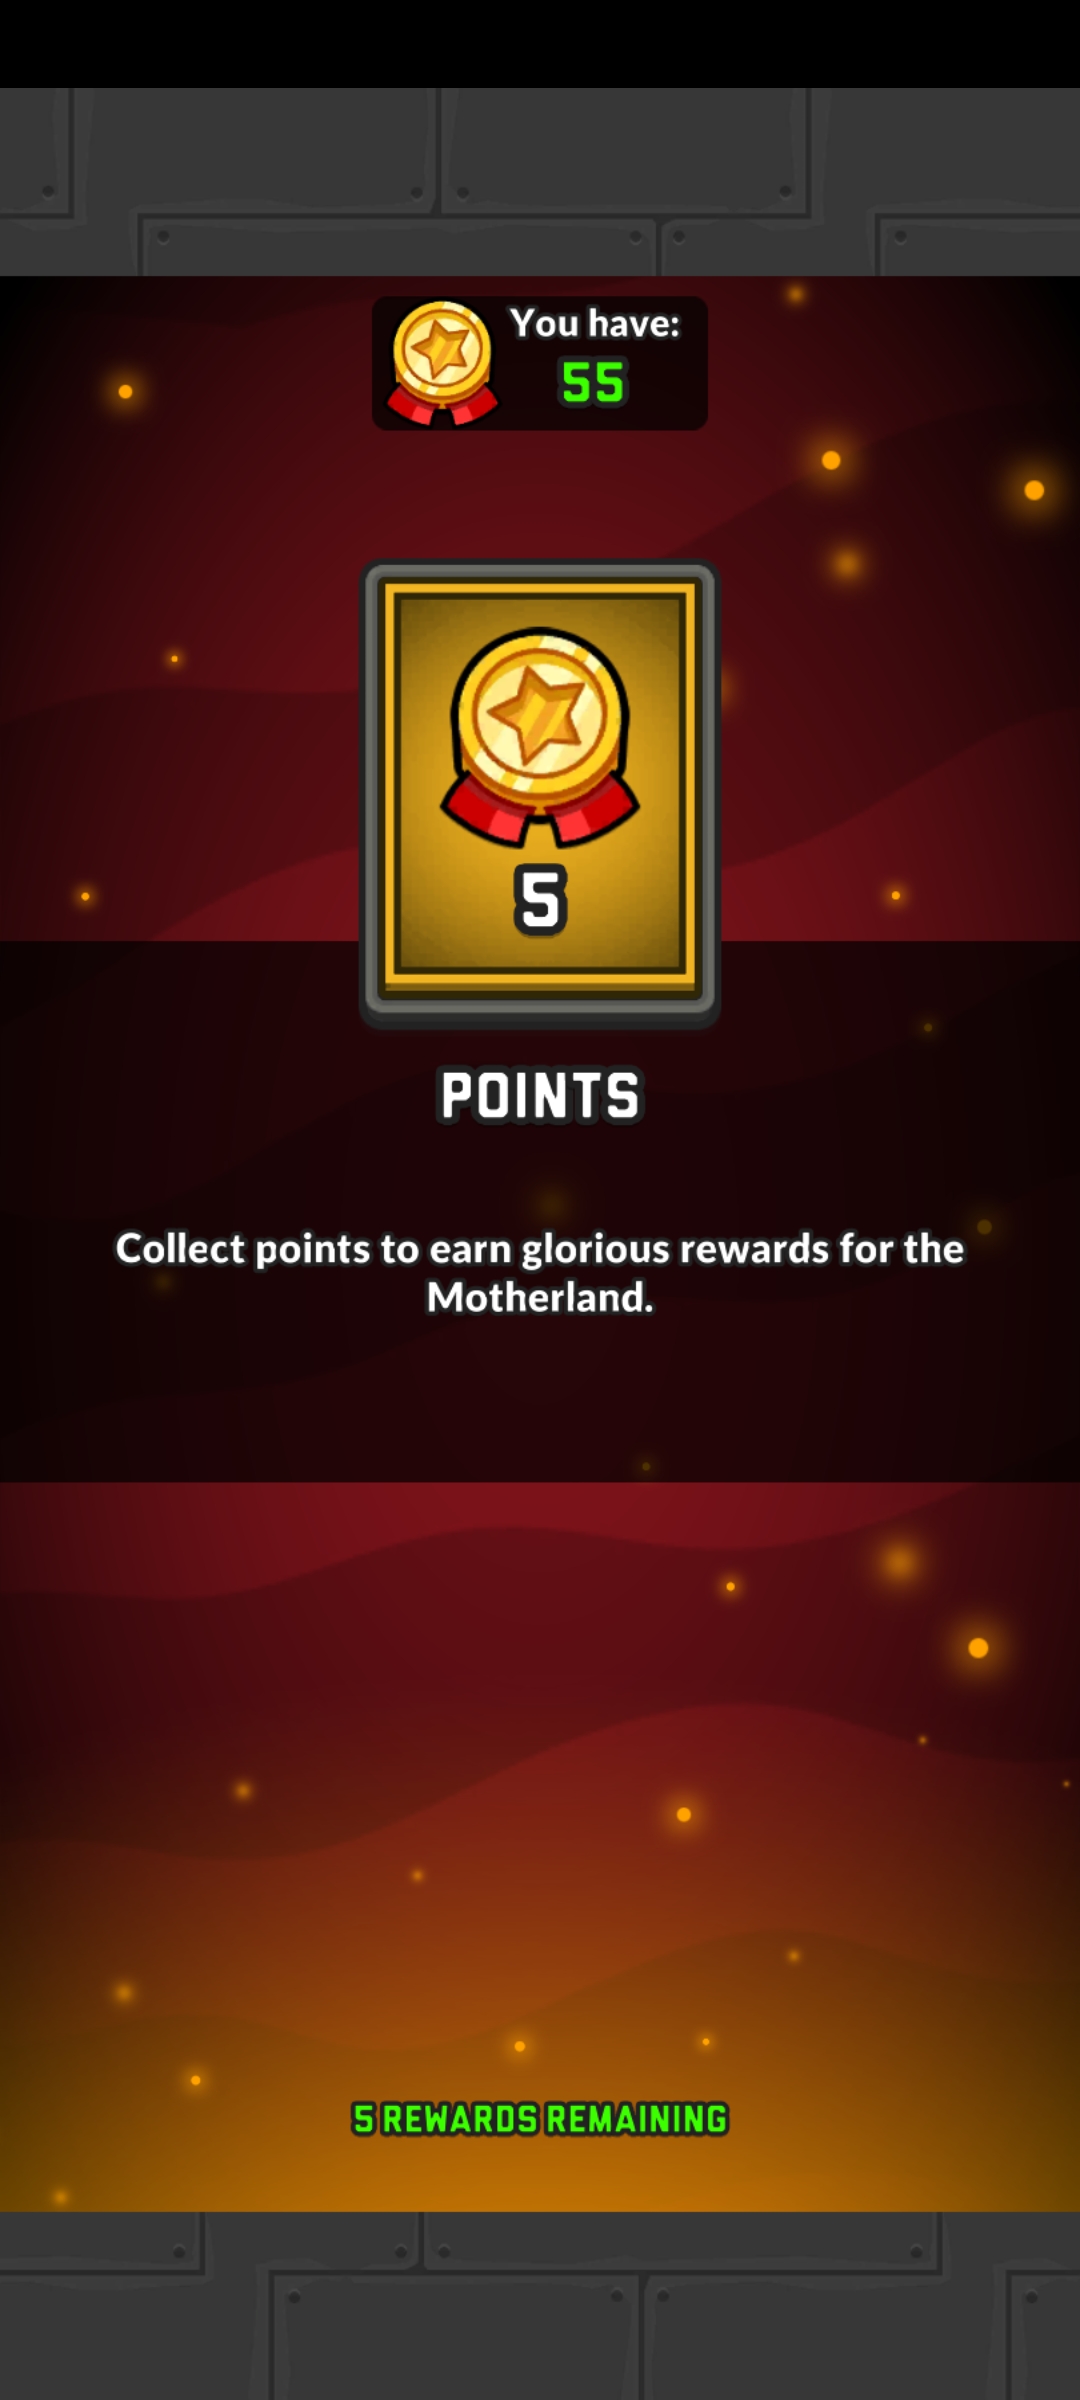 You have:
55
5
POINTS
Collect points to earn glorious rewards for the
Motherland.
5 REWARDS REMAINING